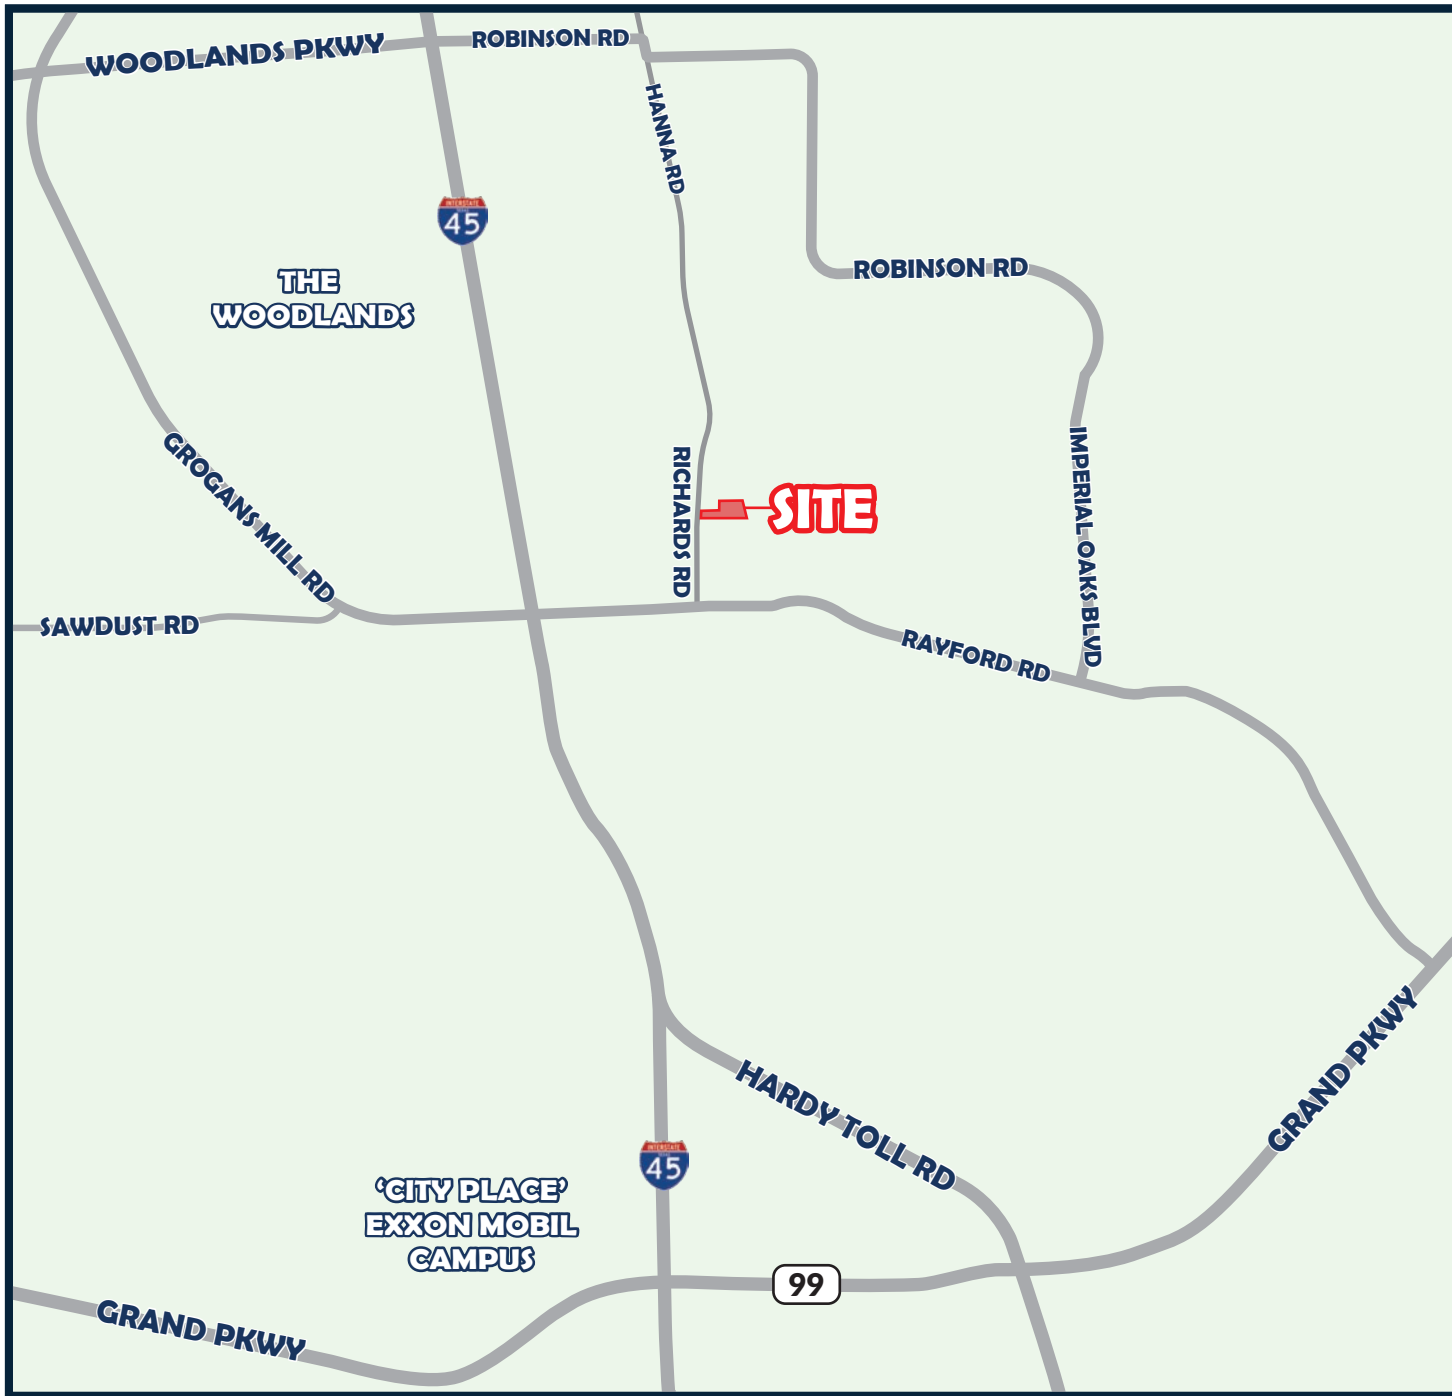 WOODLANDS PKWY
ROBINSON RD
HANNA RD
INTERSTATE
45
ROBINSON RD
THE
WOODLANDS
GROGANS MILL RD
RICHARDS RD
SITE
IMPERIAL OAKS BLVD
SAWDUST RD
RAYFORD RD
GRAND PKWY
HARDY TOLL RD
INTERSTATE
45
'CITY PLACE'
EXXON MOBIL
CAMPUS
99
GRAND PKWY